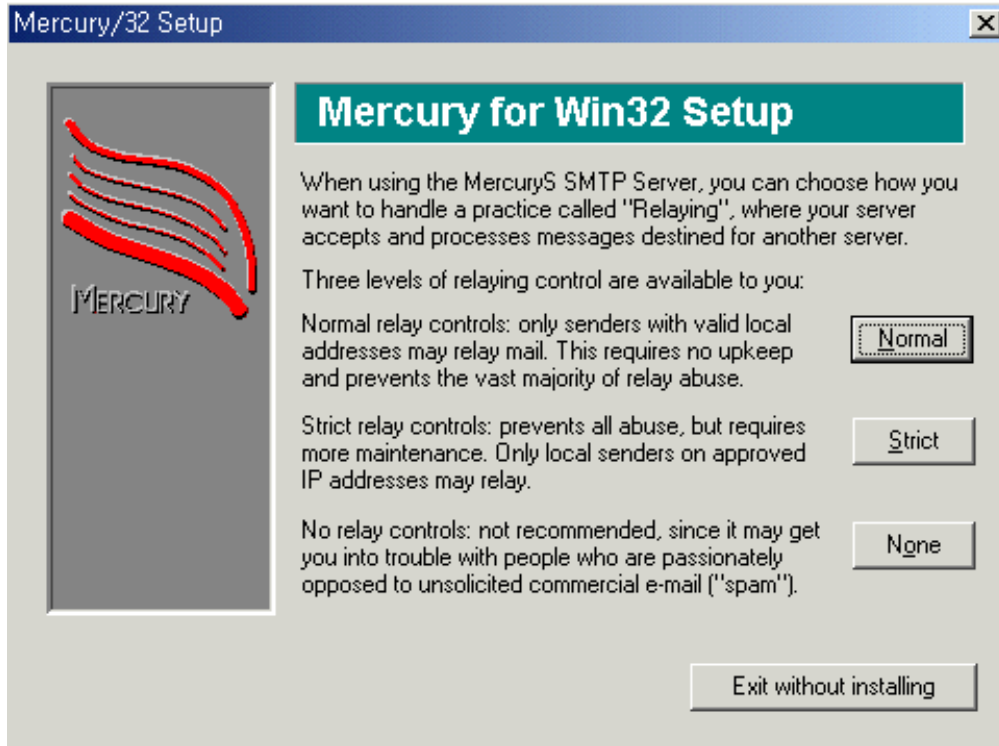 Mercury/32 Setup
Mercury for Win32 Setup
MERCURY
When using the MercuryS SMTP Server, you can choose how you
want to handle a practice called "Relaying", where your server
accepts and processes messages destined for another server.
Three levels of relaying control are available to you:
Normal relay controls: only senders with valid local
addresses may relay mail. This requires no upkeep
and prevents the vast majority of relay abuse.
Normal
Strict relay controls: prevents all abuse, but requires
more maintenance. Only local senders on approved
IP addresses may relay.
Strict
No relay controls: not recommended, since it may get
you into trouble with people who are passionately
opposed to unsolicited commercial e-mail ("spam").
None
Exit without installing